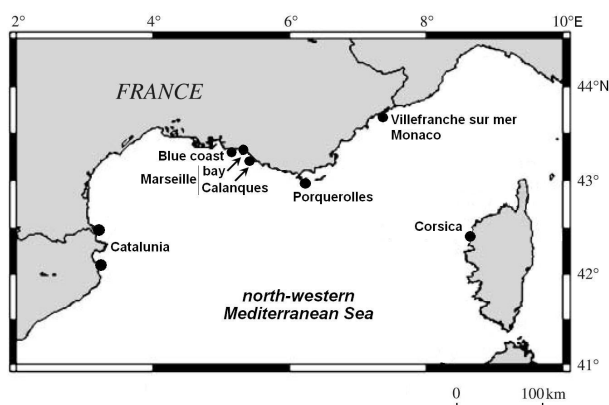 2° 4° 6° 8° 10°E
44°N
FRANCE
Villefranche sur mer
Monaco
Blue coast
bay
Marseille
Calanques
43°
Porquerolles
Corsica
Catalunia
42°
north-western
Mediterranean Sea
41°
0 100km